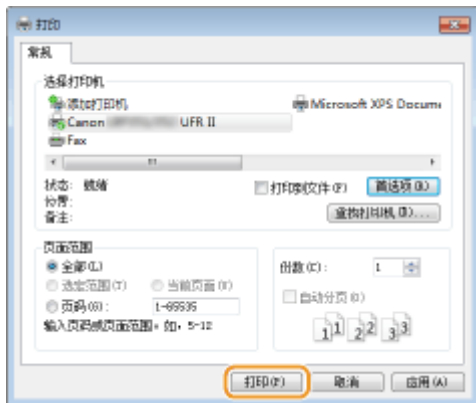 打印
常规
选择打印机
添加打印机
Microsoft XPS Docume
Canon UFR II
Fax
状态: 就绪
位置:
备注:
打印到文件(F)
首选项(R)
查找打印机(D)...
页面范围
全部(L)
选定范围(T)
当前页面(U)
页码(G):
1-65535
输入页码或页面范围。如，5-12
份数(C):
1
自动分页(O)
11 22 33
打印(P)
取消
应用(A)